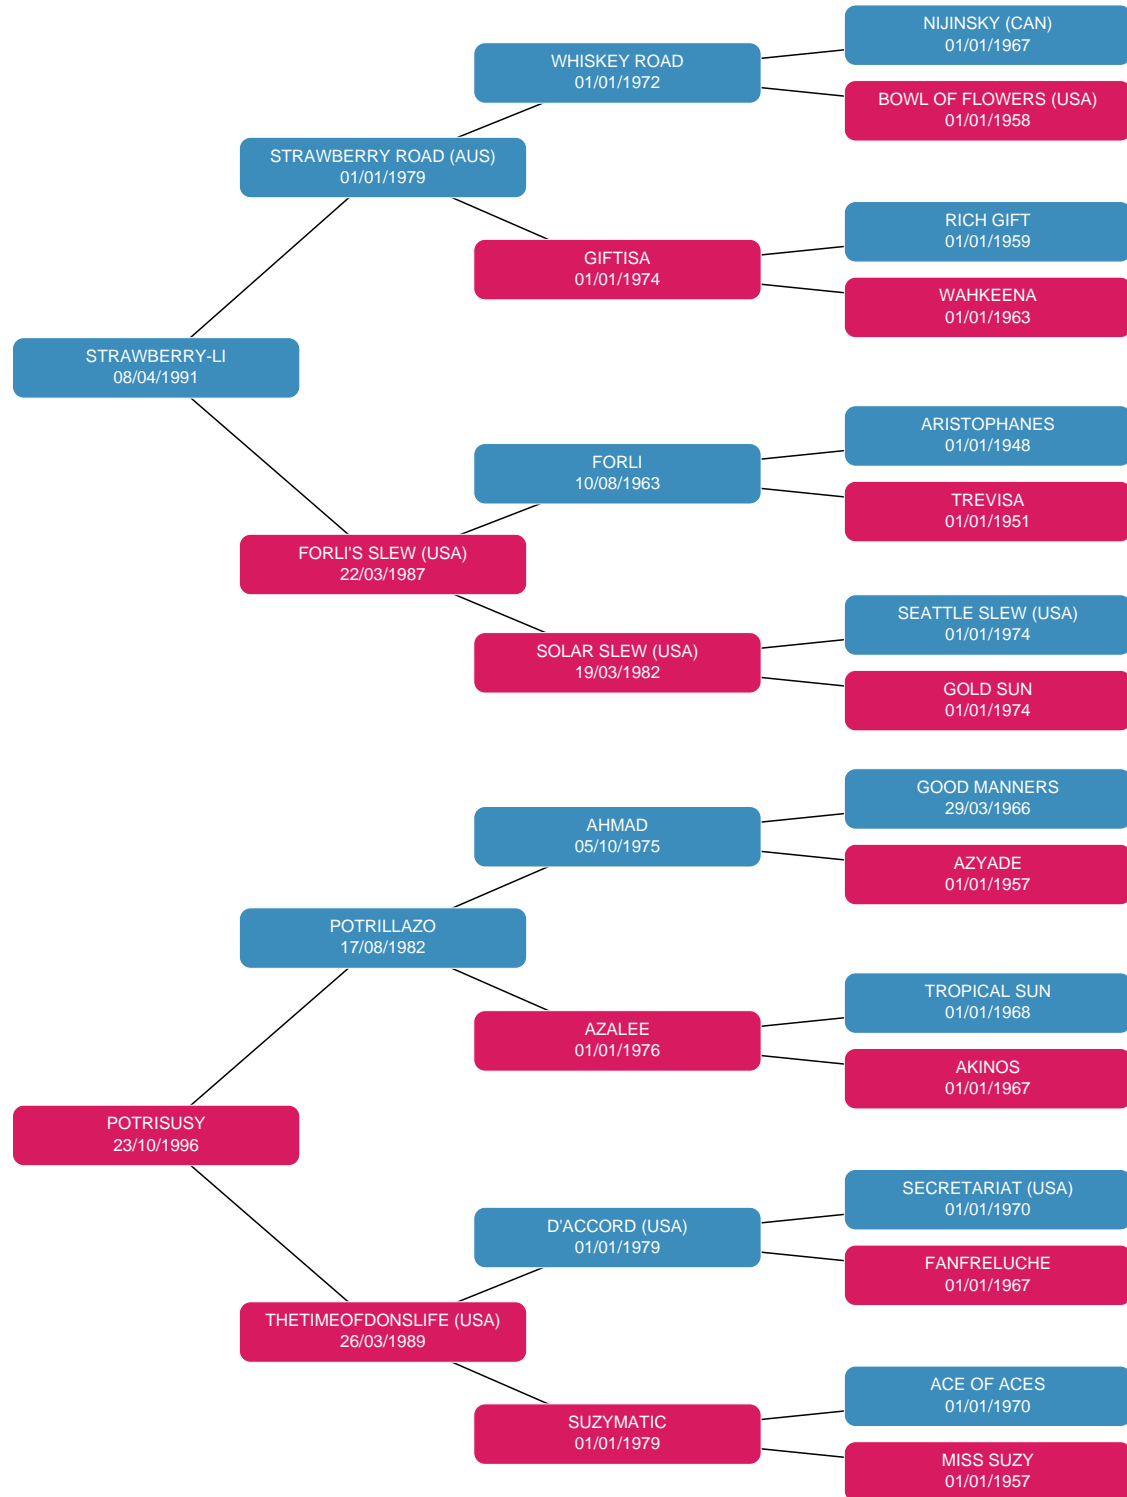 NIJINSKY (CAN)
01/01/1967
WHISKEY ROAD
01/01/1972
BOWL OF FLOWERS (USA)
01/01/1958
STRAWBERRY ROAD (AUS)
01/01/1979
RICH GIFT
01/01/1959
GIFTISA
01/01/1974
WAHKEENA
01/01/1963
STRAWBERRY-LI
08/04/1991
ARISTOPHANES
01/01/1948
FORLI
10/08/1963
TREVISA
01/01/1951
FORLI'S SLEW (USA)
22/03/1987
SEATTLE SLEW (USA)
01/01/1974
SOLAR SLEW (USA)
19/03/1982
GOLD SUN
01/01/1974
GOOD MANNERS
29/03/1966
AHMAD
05/10/1975
AZYADE
01/01/1957
POTRILLAZO
17/08/1982
TROPICAL SUN
01/01/1968
AZALEE
01/01/1976
AKINOS
01/01/1967
POTRISUSY
23/10/1996
SECRETARIAT (USA)
01/01/1970
D'ACCORD (USA)
01/01/1979
FANFRELUCHE
01/01/1967
THETIMEOFDONSLIFE (USA)
26/03/1989
ACE OF ACES
01/01/1970
SUZYMATIC
01/01/1979
MISS SUZY
01/01/1957